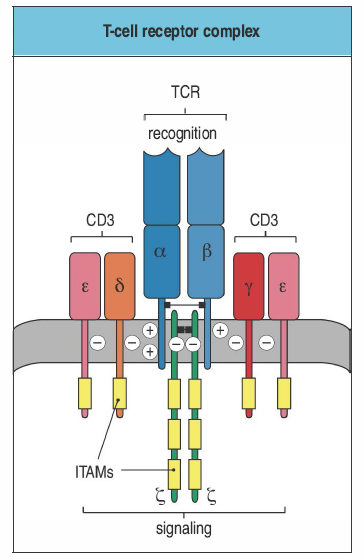 T-cell receptor complex
TCR
recognition
CD3
CD3
α
β
ε
δ
γ
ε
+
+
+
−
−
−
−
−
−
ITAMs
ζ
ζ
signaling